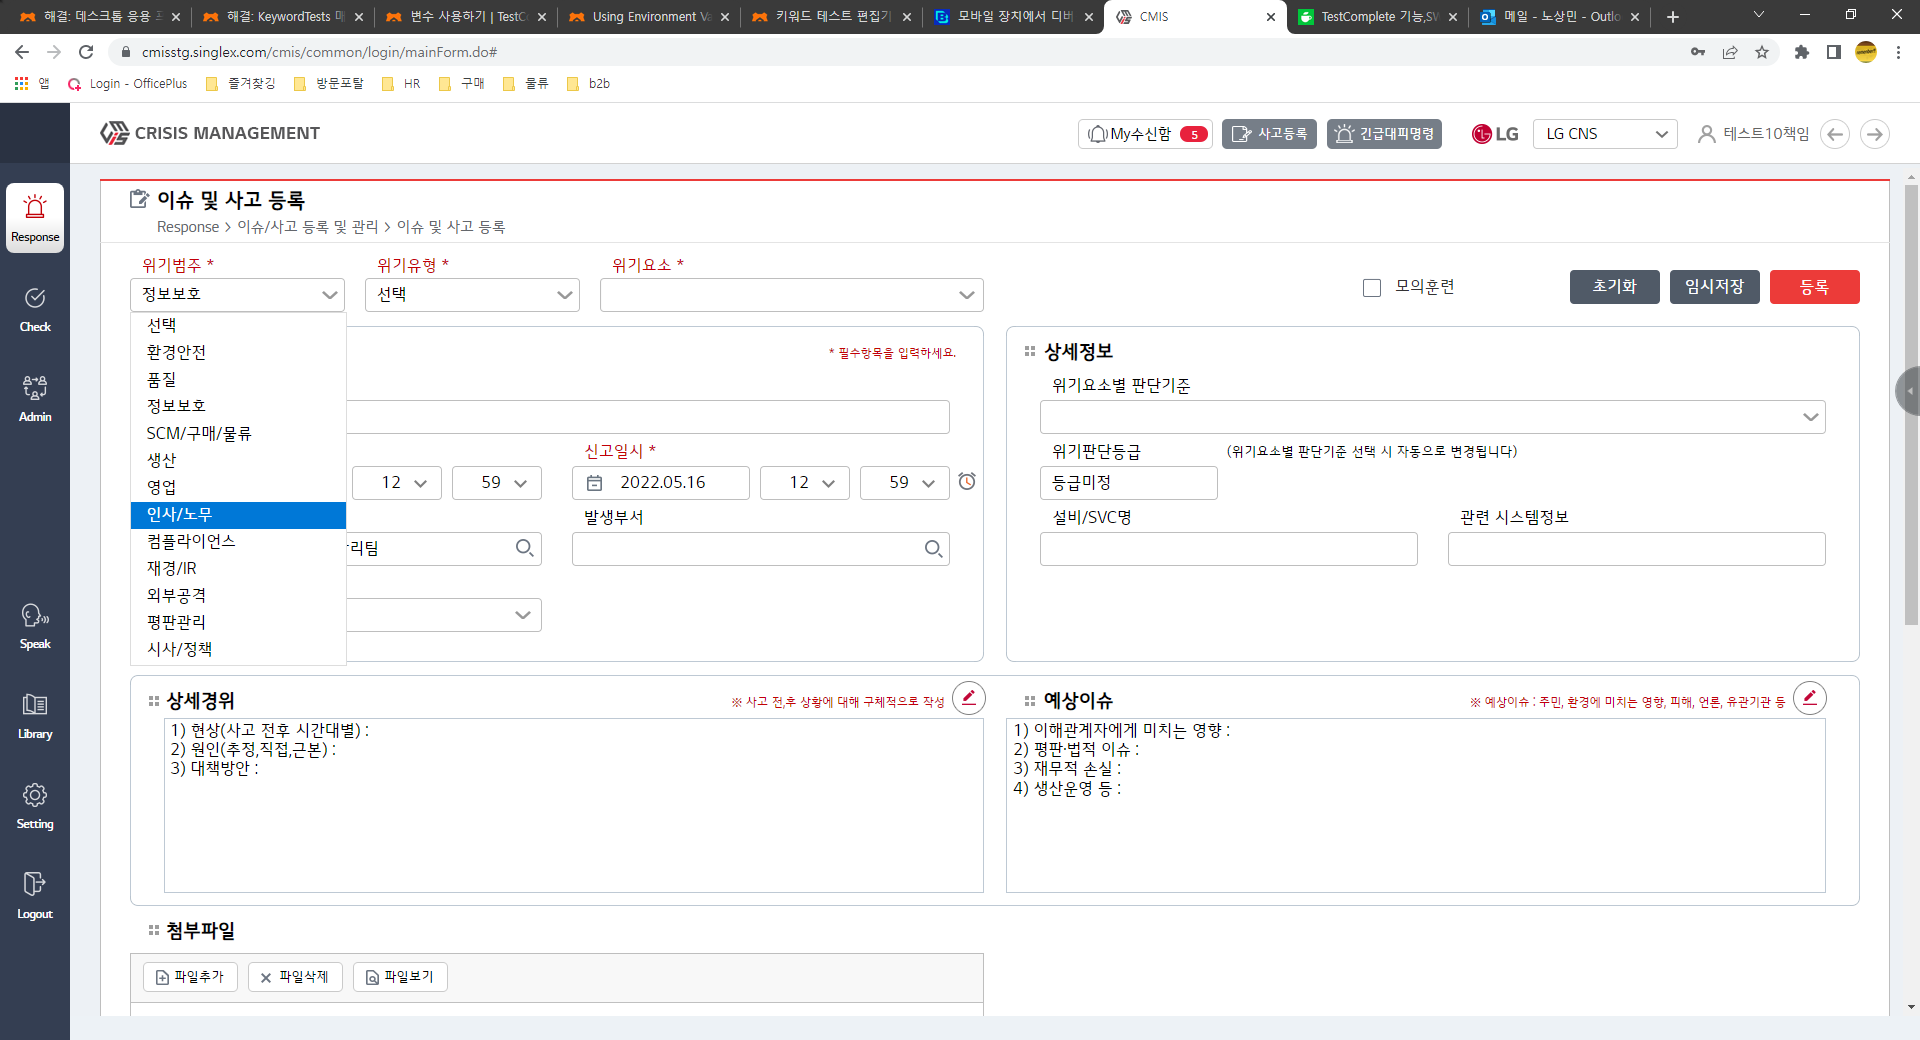 해결: 데스크톱 응용 프
해결: KeywordTests 메
변수 사용하기 | TestC
Using Environment Va
키워드 테스트 편집기
모바일 장치에서 디버
CMIS
TestComplete 기능,SV
메일 - 노상민 - Outlo
cmisstg.singlex.com/cmis/common/login/mainForm.do#
앱
Login - OfficePlus
즐겨찾깅
방문포탈
HR
구매
물류
b2b
CRISIS MANAGEMENT
My수신함 5
사고등록
긴급대피명령
LG
LG CNS
테스트10책임
Response
Check
Admin
Speak
Library
Setting
Logout
이슈 및 사고 등록
Response > 이슈/사고 등록 및 관리 > 이슈 및 사고 등록
위기범주 *
위기유형 *
위기요소 *
정보보호
선택
모의훈련
초기화
임시저장
등록
선택
환경안전
품질
정보보호
SCM/구매/물류
생산
영업
인사/노무
컴플라이언스
재경/IR
외부공격
평판관리
시사/정책
* 필수항목을 입력하세요.
신고일시 *
12
59
2022.05.16
12
59
발생부서
리팀
상세정보
위기요소별 판단기준
위기판단등급
(위기요소별 판단기준 선택 시 자동으로 변경됩니다)
등급미정
설비/SVC명
관련 시스템정보
상세경위
※ 사고 전,후 상황에 대해 구체적으로 작성
1) 현상(사고 전후 시간대별) :
2) 원인(추정,직접,근본) :
3) 대책방안 :
예상이슈
※ 예상이슈 : 주민, 환경에 미치는 영향, 피해, 언론, 유관기관 등
1) 이해관계자에게 미치는 영향 :
2) 평판·법적 이슈 :
3) 재무적 손실 :
4) 생산운영 등 :
첨부파일
파일추가
파일삭제
파일보기